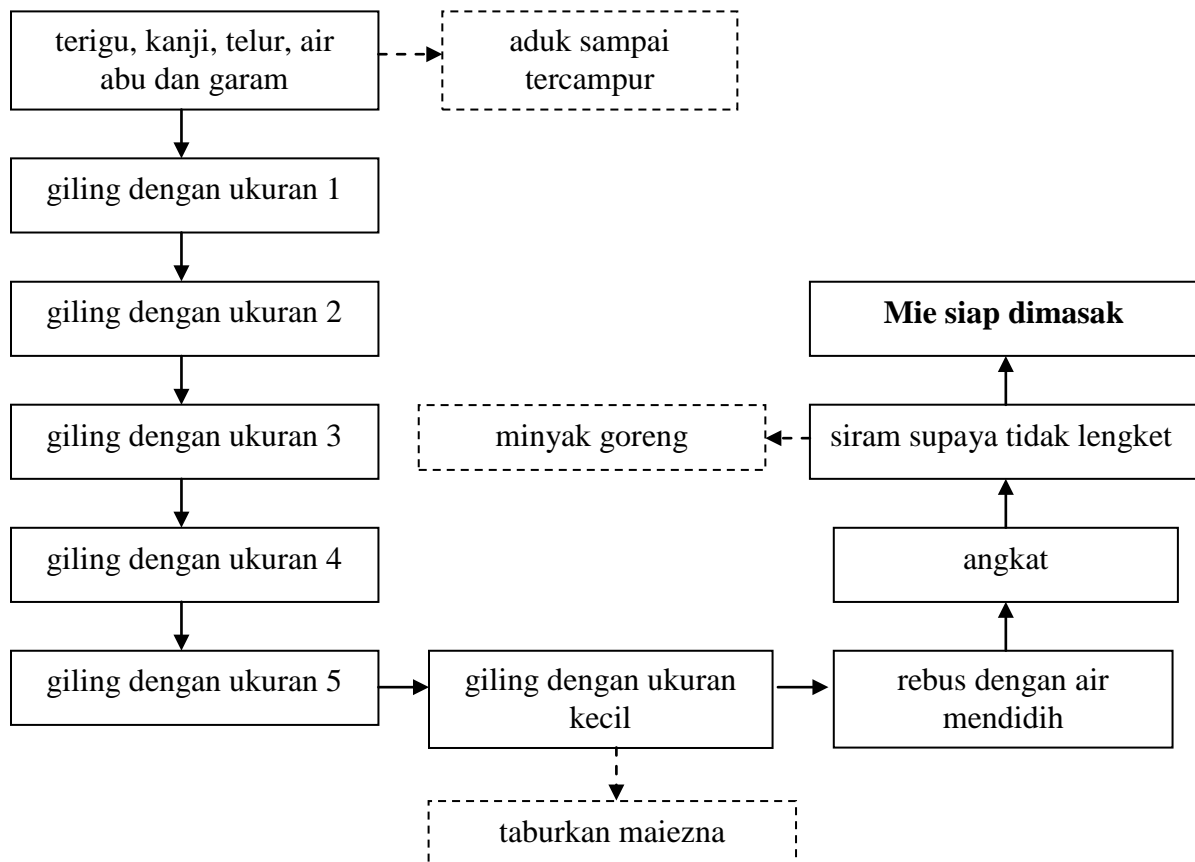 terigu, kanji, telur, air
abu dan garam
aduk sampai
tercampur
giling dengan ukuran 1
giling dengan ukuran 2
Mie siap dimasak
giling dengan ukuran 3
minyak goreng
siram supaya tidak lengket
giling dengan ukuran 4
angkat
giling dengan ukuran 5
giling dengan ukuran
kecil
rebus dengan air
mendidih
taburkan maiezna